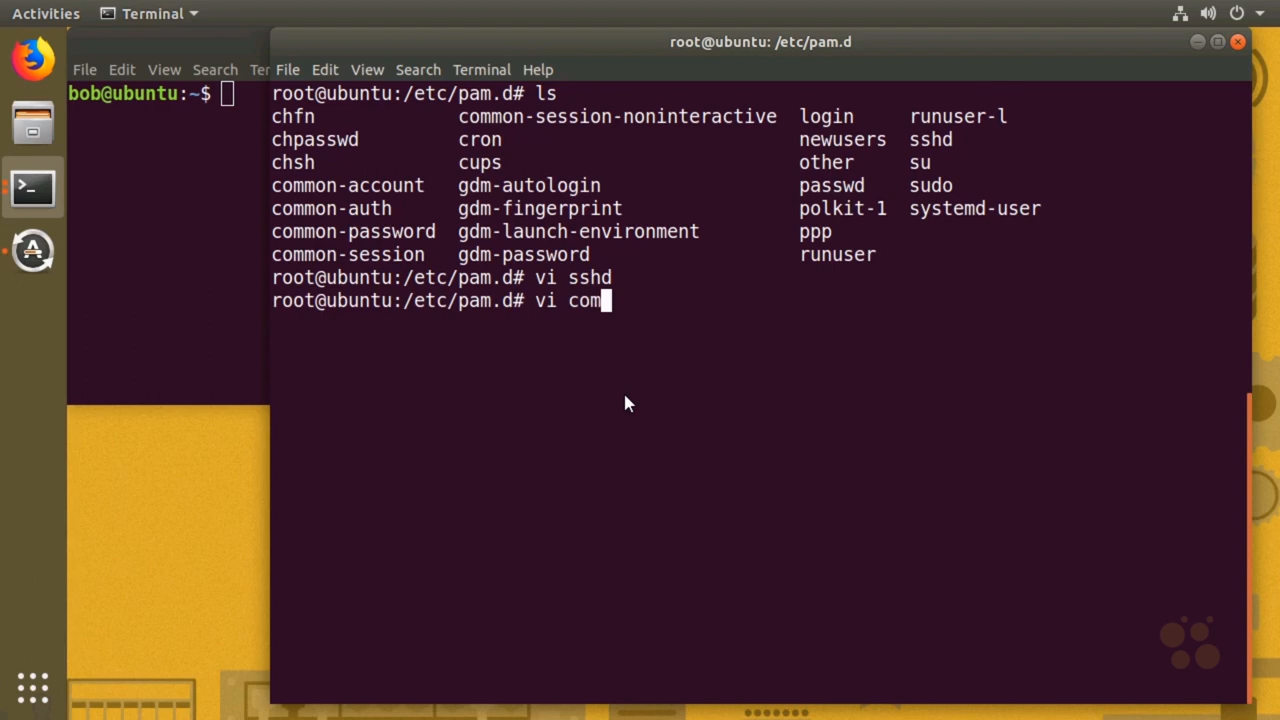 Activities Terminal
root@ubuntu: /etc/pam.d
File Edit View Search Ter
File Edit View Search Terminal Help
bob@ubuntu:~$
root@ubuntu:/etc/pam.d# ls
chfn common-session-noninteractive login runuser-l
chpasswd cron newusers sshd
chsh cups other su
common-account gdm-autologin passwd sudo
common-auth gdm-fingerprint polkit-1 systemd-user
common-password gdm-launch-environment ppp
common-session gdm-password runuser
root@ubuntu:/etc/pam.d# vi sshd
root@ubuntu:/etc/pam.d# vi com